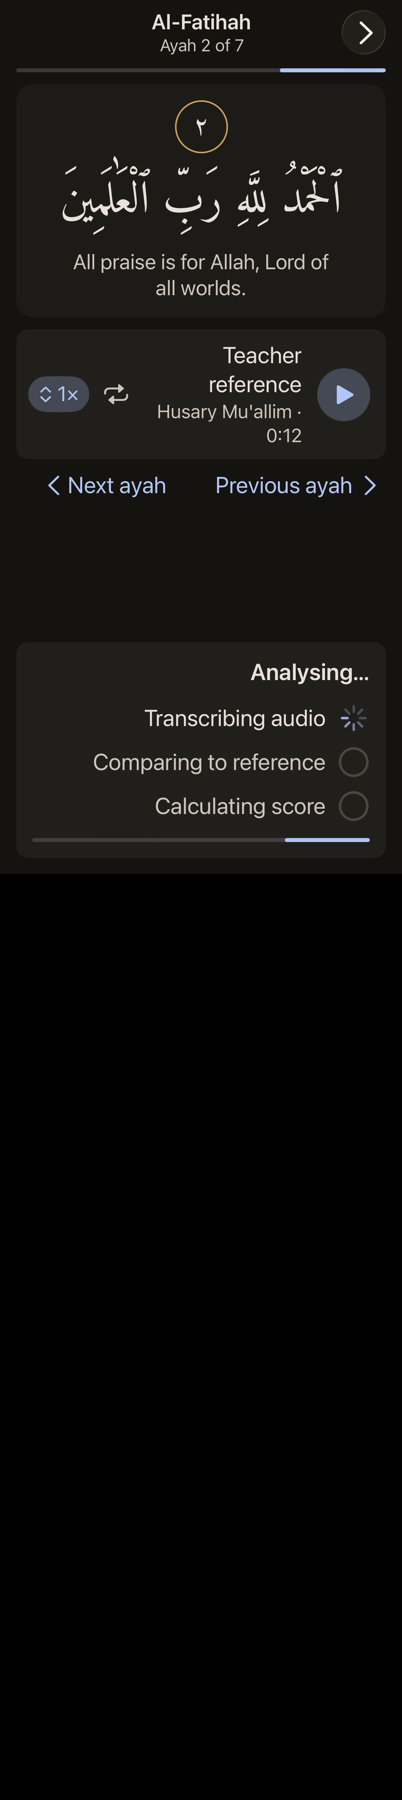 Al-Fatihah
Ayah 2 of 7
٢
ٱلْحَمْدُ لِلَّهِ رَبِّ ٱلْعَـٰلَمِينَ
All praise is for Allah, Lord of
all worlds.
Teacher
reference
Husary Mu'allim ·
0:12
1×
Next ayah
Previous ayah
Analysing...
Transcribing audio
Comparing to reference
Calculating score